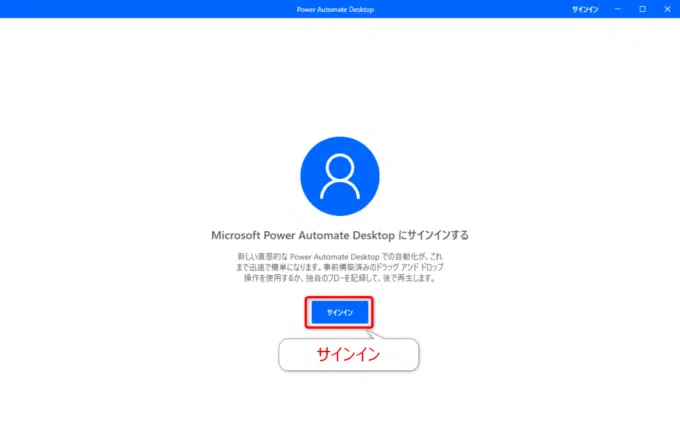 Power Automate Desktop サインイン
Microsoft Power Automate Desktop にサインインする
新しい直感的な Power Automate Desktop での自動化が、これ
まで迅速で簡単になります。事前構築済みのドラッグ アンド ドロップ
操作を使用するか、独自のフローを記録して、後で再生します。
サインイン
サインイン